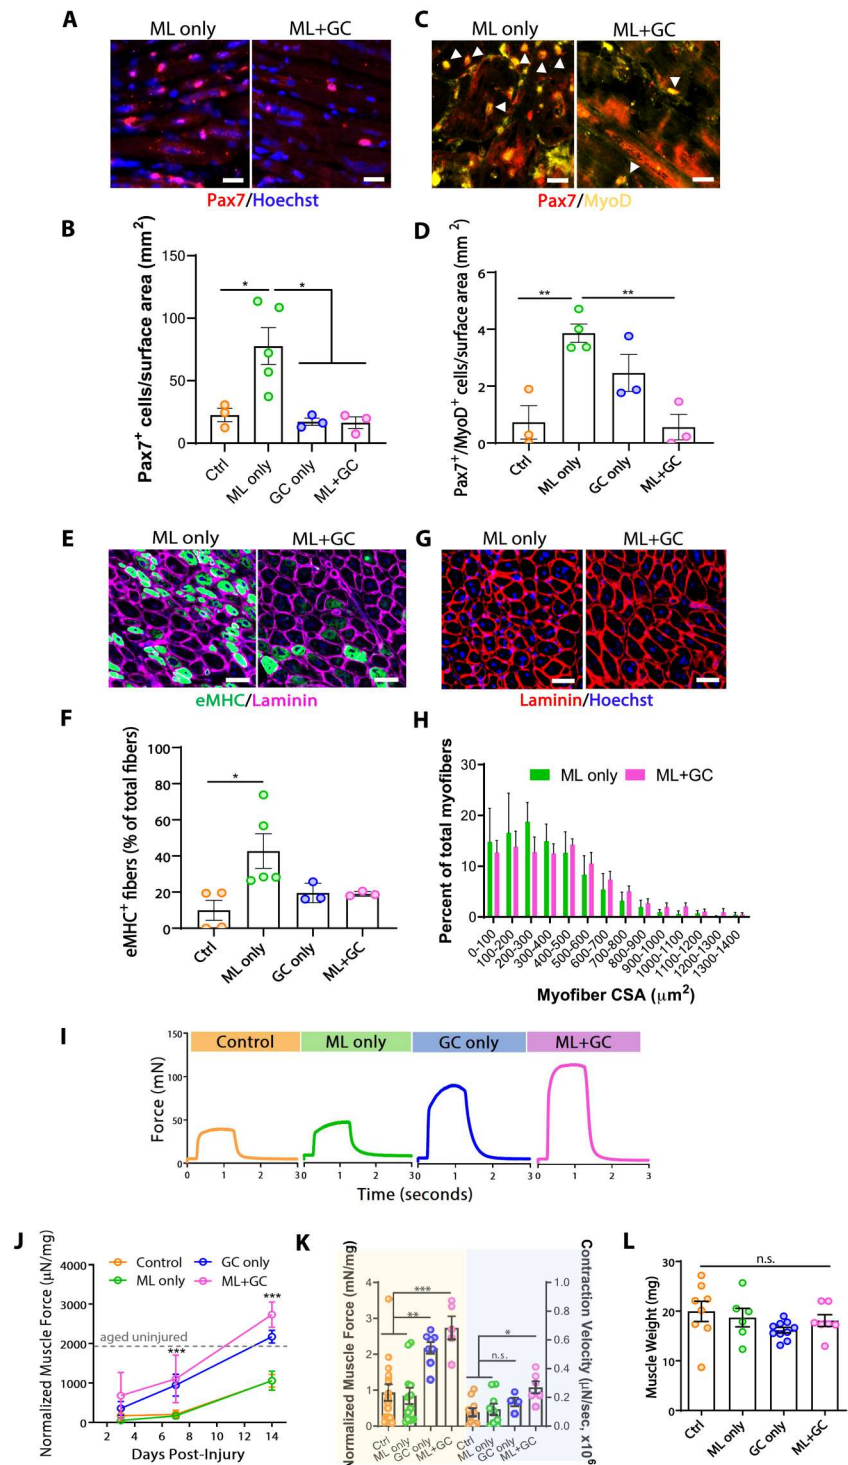 A
ML only
ML+GC
Pax7/Hoechst
C
ML only
ML+GC
Pax7/MyoD
B
Pax7+ cells/surface area (mm2)
150
100
50
0
*
*
Ctrl
ML only
GC only
ML+GC
D
Pax7+/MyoD+ cells/surface area (mm 2)
6
4
2
0
**
**
Ctrl
ML only
GC only
ML+GC
E
ML only
ML+GC
eMHC/Laminin
G
ML only
ML+GC
Laminin/Hoechst
F
eMHC+ fibers (% of total fibers)
100
80
60
40
20
0
*
Ctrl
ML only
GC only
ML+GC
H
Percent of total myofibers
30
20
10
0
ML only
ML+GC
0-100
100-200
200-300
300-400
400-500
500-600
600-700
700-800
800-900
900-1000
1000-1100
1100-1200
1200-1300
1300-1400
Myofiber CSA (μm2)
I
Force (mN)
150
100
50
0
Control
ML only
GC only
ML+GC
0 1 2 3 0 1 2 3 0 1 2 3 0 1 2 3
Time (seconds)
J
Normalized Muscle Force (μN/mg)
4000
3000
2000
1000
0
Control
ML only
GC only
ML+GC
aged uninjured
***
***
2 4 6 8 10 12 14
Days Post-Injury
K
Normalized Muscle Force (mN/mg)
4
3
2
1
0
***
**
*
n.s.
1.0
0.8
0.6
0.4
0.2
0.0
Contraction Velocity (μN/sec, x106
Ctrl
ML only
GC only
ML+GC
Ctrl
ML only
GC only
ML+GC
L
Muscle Weight (mg)
30
20
10
0
n.s.
Ctrl
ML only
GC only
ML+GC